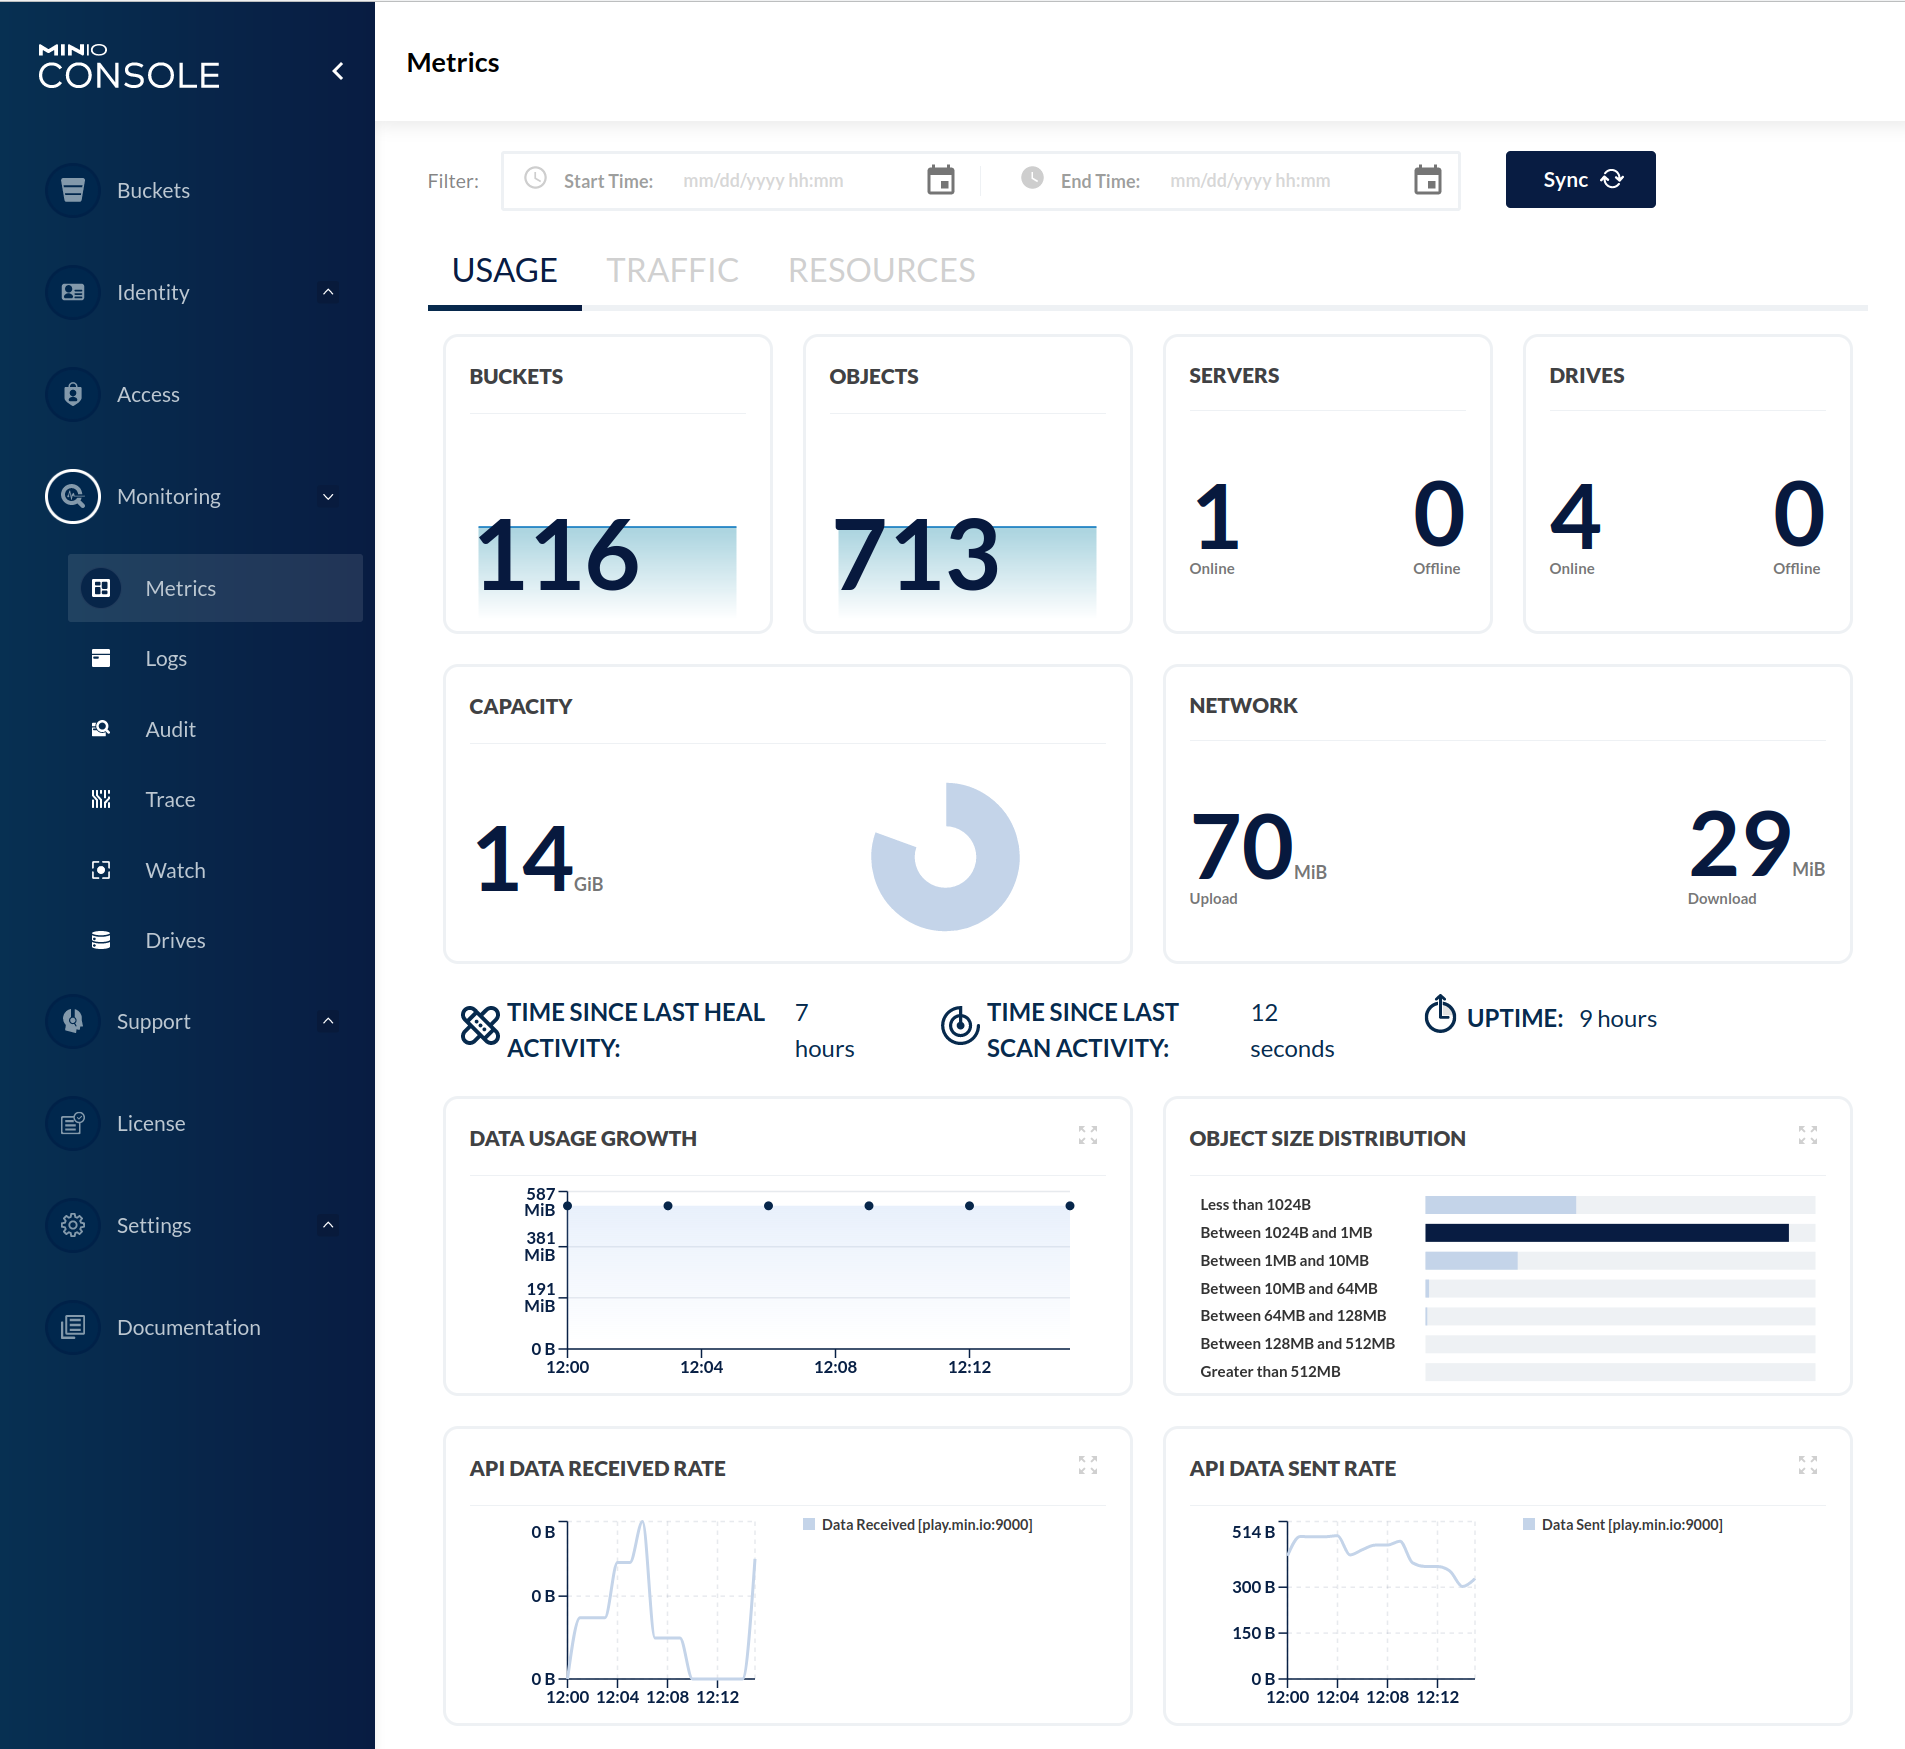 MINIO
CONSOLE
Buckets
Identity
Access
Monitoring
Metrics
Logs
Audit
Trace
Watch
Drives
Support
License
Settings
Documentation
Metrics
Filter:
Start Time: mm/dd/yyyy hh:mm
End Time: mm/dd/yyyy hh:mm
Sync
USAGE TRAFFIC RESOURCES
BUCKETS
116
OBJECTS
713
SERVERS
1 0
Online Offline
DRIVES
4 0
Online Offline
CAPACITY
14 GiB
NETWORK
70 MiB
Upload
29 MiB
Download
TIME SINCE LAST HEAL
ACTIVITY:
7
hours
TIME SINCE LAST
SCAN ACTIVITY:
12
seconds
UPTIME: 9 hours
DATA USAGE GROWTH
587
MiB
381
MiB
191
MiB
0 B
12:00 12:04 12:08 12:12
OBJECT SIZE DISTRIBUTION
Less than 1024B
Between 1024B and 1MB
Between 1MB and 10MB
Between 10MB and 64MB
Between 64MB and 128MB
Between 128MB and 512MB
Greater than 512MB
API DATA RECEIVED RATE
0 B
0 B
0 B
12:00 12:04 12:08 12:12
Data Received [play.min.io:9000]
API DATA SENT RATE
514 B
300 B
150 B
0 B
12:00 12:04 12:08 12:12
Data Sent [play.min.io:9000]